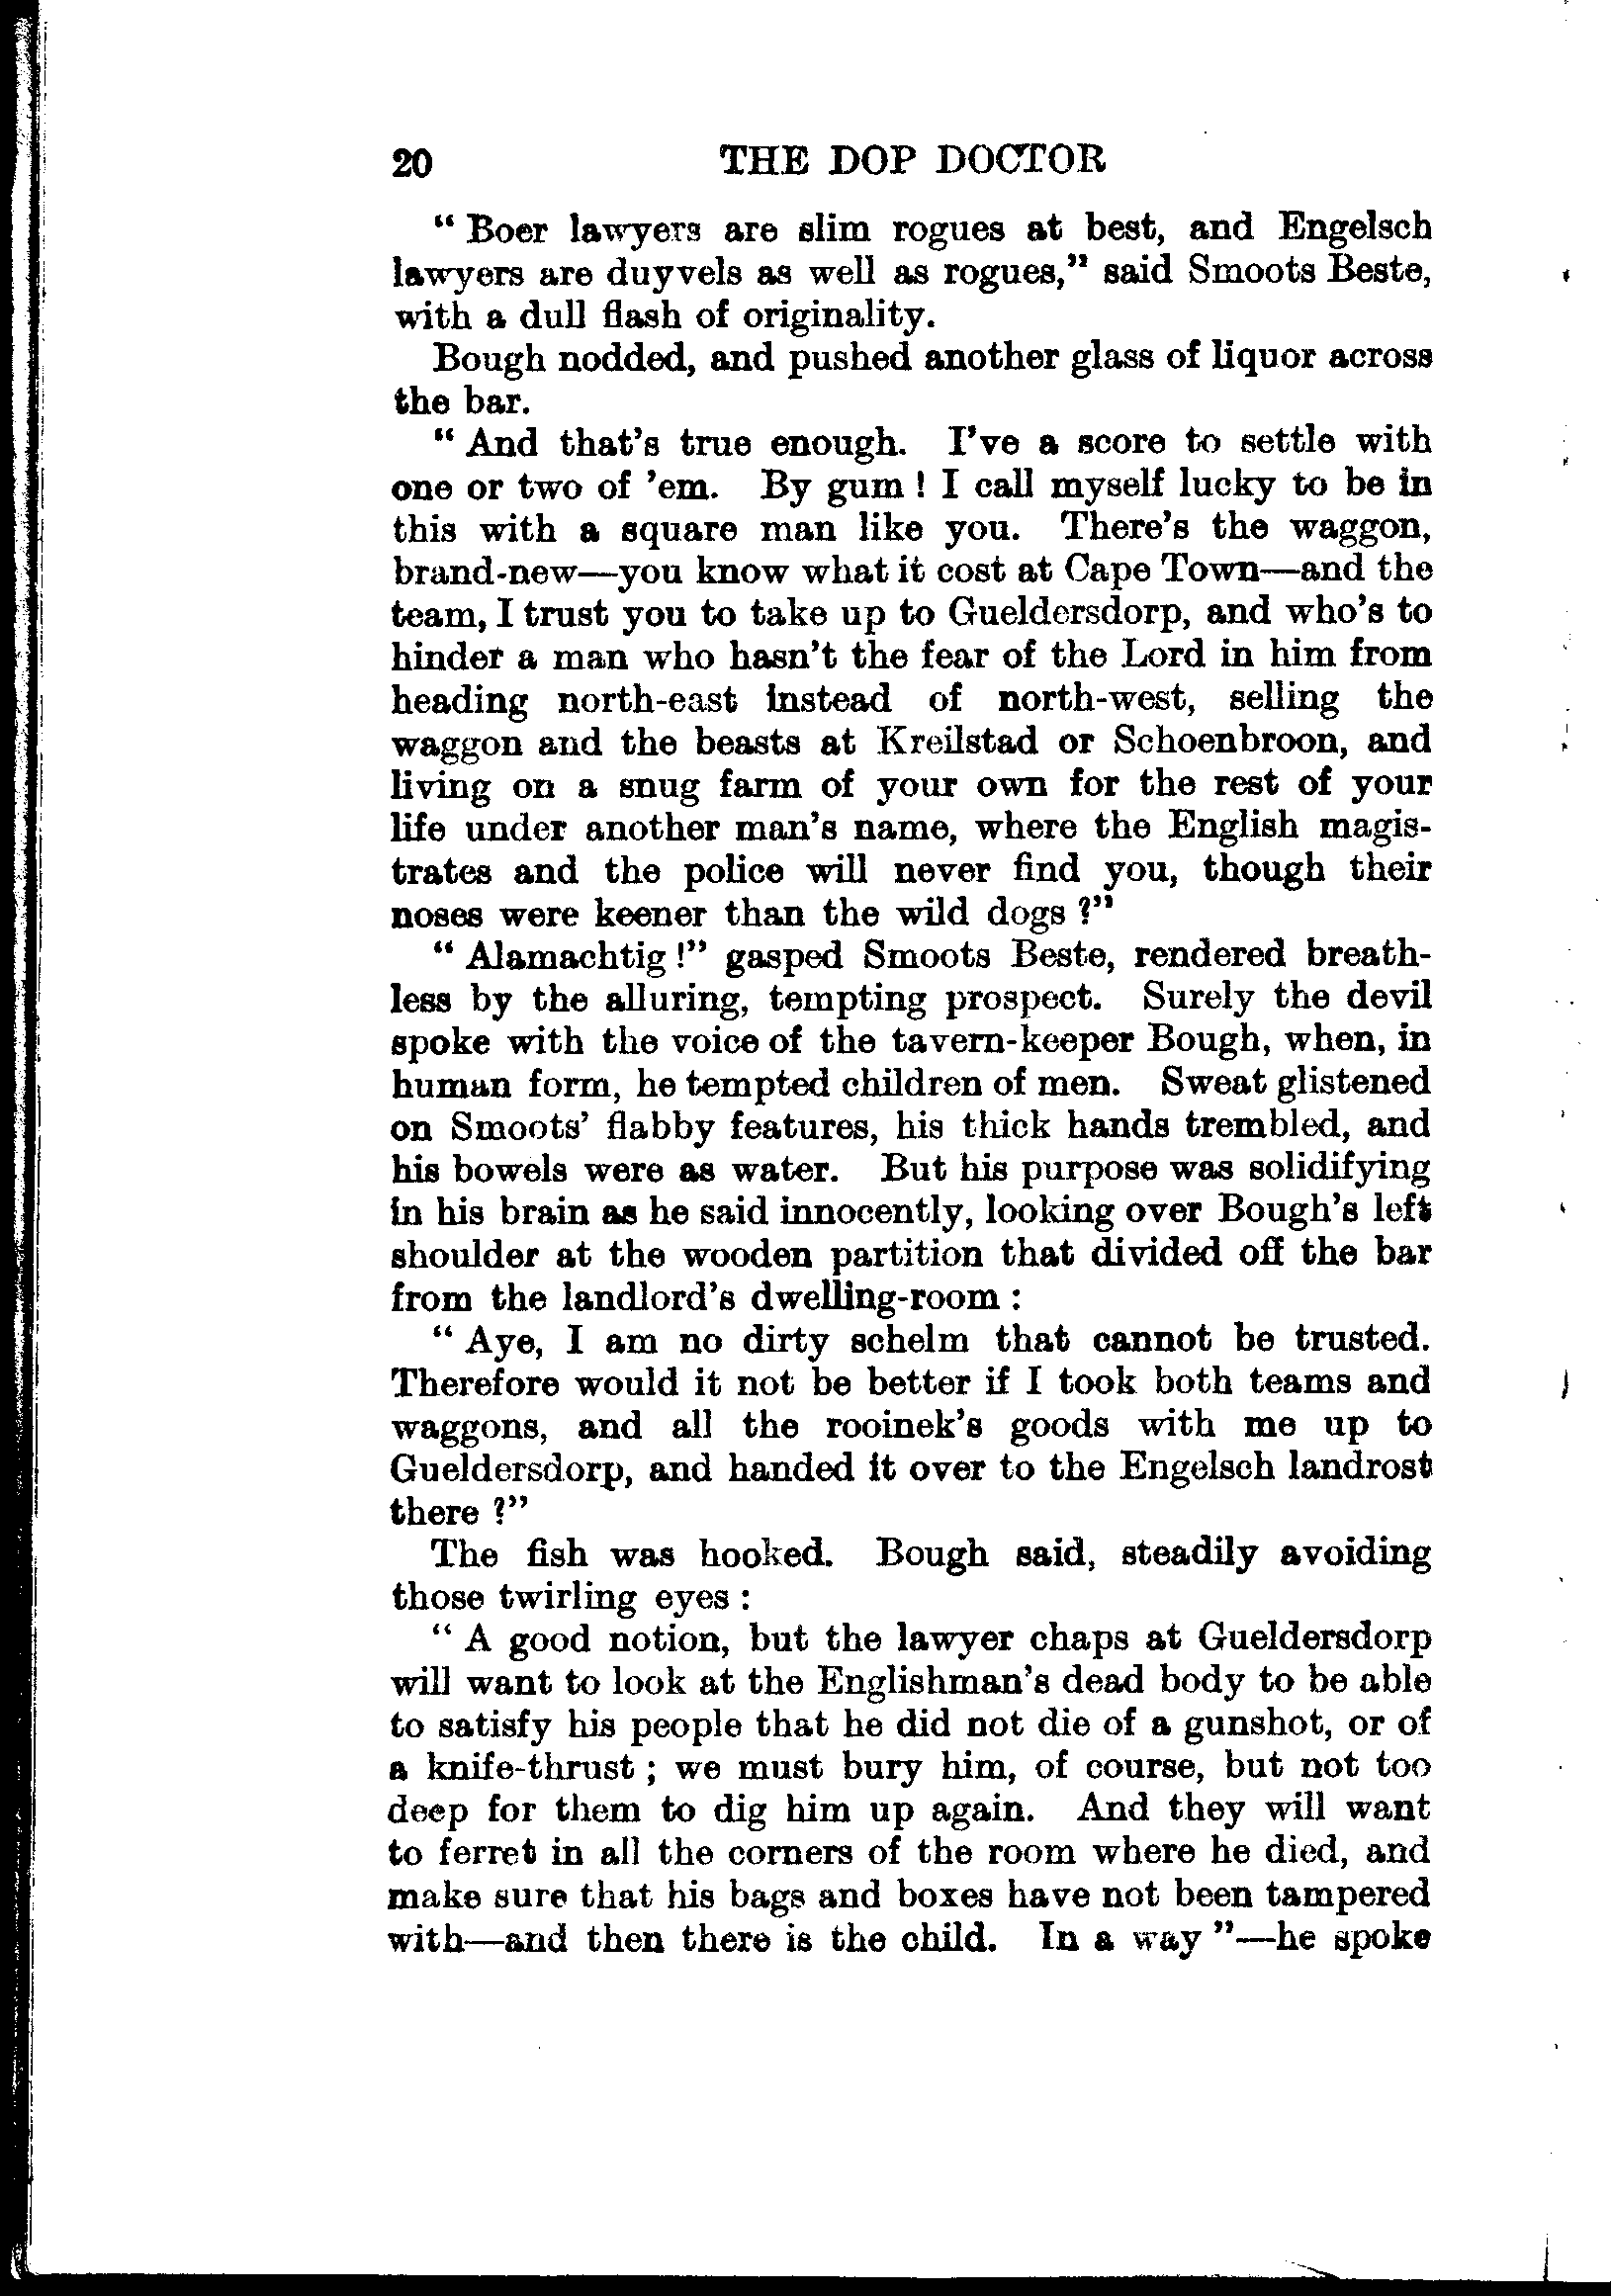 20 THE DOP DOCTOR
“ Boer lawyers are slim rogues at best, and Engelsch
lawyers are duyvels as well as rogues,” said Smoots Beste,
with a dull flash of originality.
Bough nodded, and pushed another glass of liquor across
the bar.
“ And that’s true enough. I’ve a score to settle with
one or two of ’em. By gum ! I call myself lucky to be in
this with a square man like you. There’s the waggon,
brand-new—you know what it cost at Cape Town—and the
team, I trust you to take up to Gueldersdorp, and who’s to
hinder a man who hasn’t the fear of the Lord in him from
heading north-east instead of north-west, selling the
waggon and the beasts at Kreilstad or Schoenbroon, and
living on a snug farm of your own for the rest of your
life under another man’s name, where the English magis-
trates and the police will never find you, though their
noses were keener than the wild dogs ?”
“ Alamachtig !” gasped Smoots Beste, rendered breath-
less by the alluring, tempting prospect. Surely the devil
spoke with the voice of the tavern-keeper Bough, when, in
human form, he tempted children of men. Sweat glistened
on Smoots’ flabby features, his thick hands trembled, and
his bowels were as water. But his purpose was solidifying
in his brain as he said innocently, looking over Bough’s left
shoulder at the wooden partition that divided off the bar
from the landlord’s dwelling-room :
“ Aye, I am no dirty schelm that cannot be trusted.
Therefore would it not be better if I took both teams and
waggons, and all the rooinek’s goods with me up to
Gueldersdorp, and handed it over to the Engelsch landrost
there ?”
The fish was hooked. Bough said, steadily avoiding
those twirling eyes :
“ A good notion, but the lawyer chaps at Gueldersdorp
will want to look at the Englishman’s dead body to be able
to satisfy his people that he did not die of a gunshot, or of
a knife-thrust ; we must bury him, of course, but not too
deep for them to dig him up again. And they will want
to ferret in all the corners of the room where he died, and
make sure that his bags and boxes have not been tampered
with—and then there is the child. In a way ”—he spoke